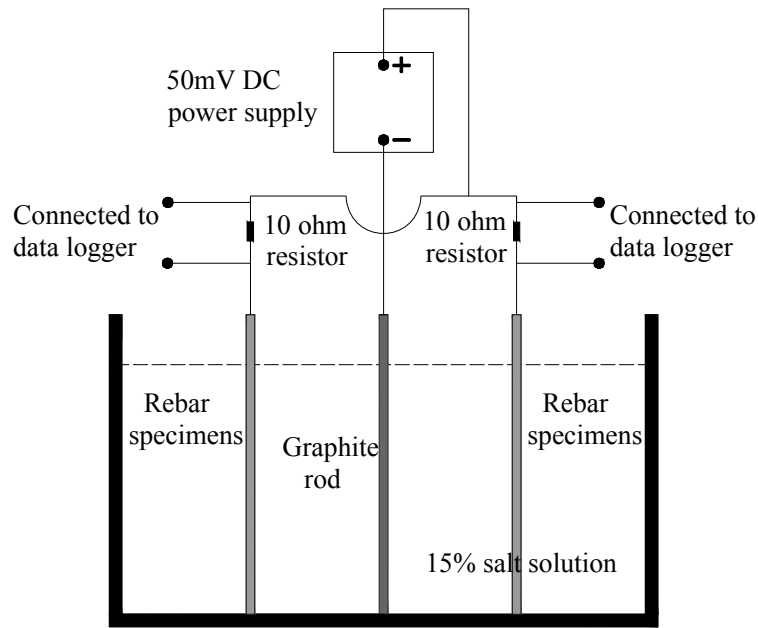 50mV DC
power supply
+
−
Connected to
data logger
10 ohm
resistor
10 ohm
resistor
Connected to
data logger
Rebar
specimens
Graphite
rod
Rebar
specimens
15% salt solution